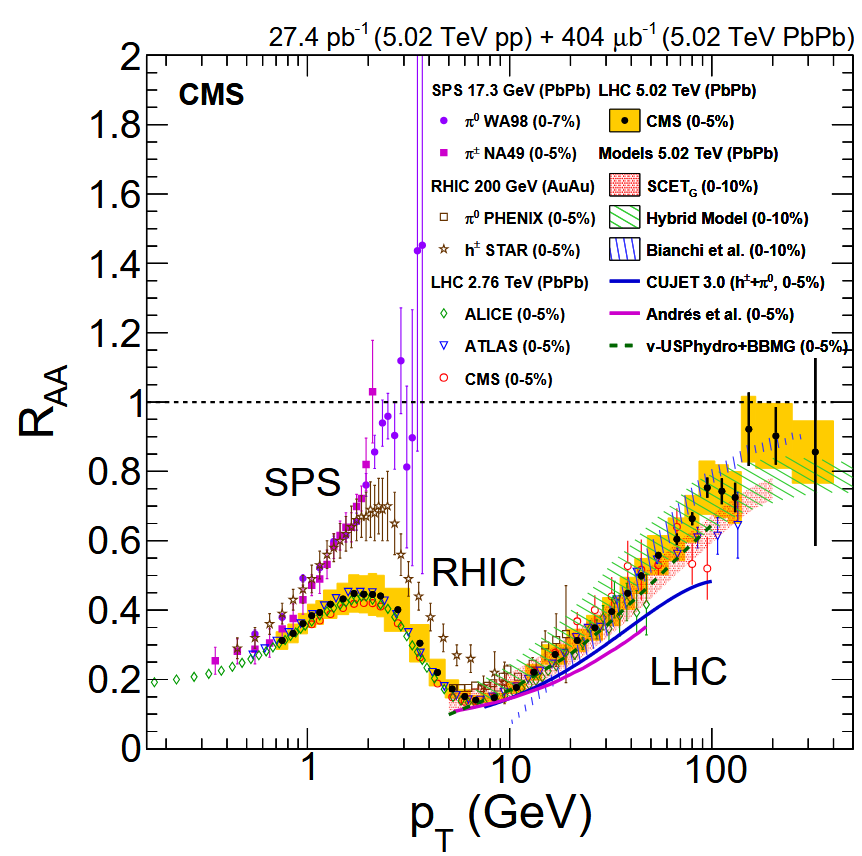 27.4 pb⁻¹ (5.02 TeV pp) + 404 μb⁻¹ (5.02 TeV PbPb)
CMS
SPS 17.3 GeV (PbPb)
π⁰ WA98 (0-7%)
π± NA49 (0-5%)
RHIC 200 GeV (AuAu)
π⁰ PHENIX (0-5%)
h± STAR (0-5%)
LHC 2.76 TeV (PbPb)
ALICE (0-5%)
ATLAS (0-5%)
CMS (0-5%)
LHC 5.02 TeV (PbPb)
CMS (0-5%)
Models 5.02 TeV (PbPb)
SCET_G (0-10%)
Hybrid Model (0-10%)
Bianchi et al. (0-10%)
CUJET 3.0 (h±+π⁰, 0-5%)
Andrés et al. (0-5%)
v-USPhydro+BBMG (0-5%)
2
1.8
1.6
1.4
1.2
1
0.8
0.6
0.4
0.2
0
R_AA
SPS
RHIC
LHC
1
10
100
p_T (GeV)